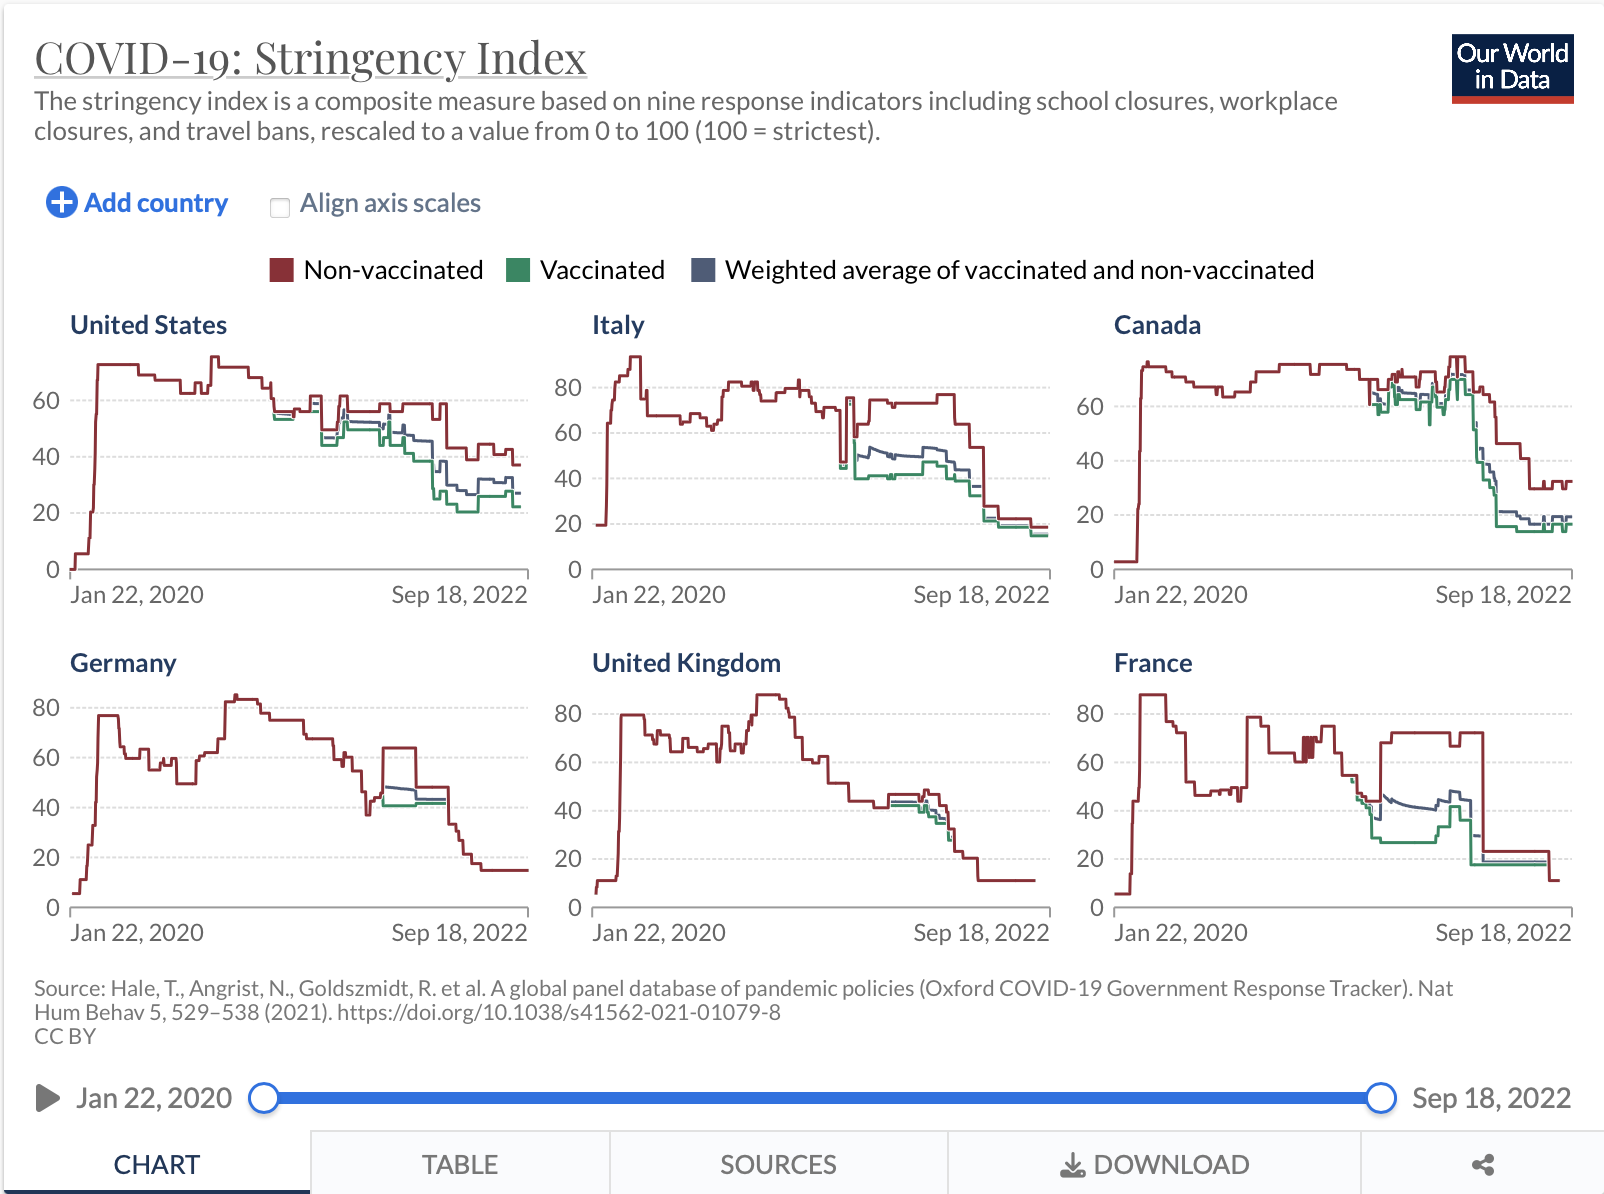 COVID-19: Stringency Index
Our World
in Data
The stringency index is a composite measure based on nine response indicators including school closures, workplace
closures, and travel bans, rescaled to a value from 0 to 100 (100 = strictest).
Add country
Align axis scales
Non-vaccinated
Vaccinated
Weighted average of vaccinated and non-vaccinated
United States
60
40
20
0
Jan 22, 2020
Sep 18, 2022
Italy
80
60
40
20
0
Jan 22, 2020
Sep 18, 2022
Canada
60
40
20
0
Jan 22, 2020
Sep 18, 2022
Germany
80
60
40
20
0
Jan 22, 2020
Sep 18, 2022
United Kingdom
80
60
40
20
0
Jan 22, 2020
Sep 18, 2022
France
80
60
40
20
0
Jan 22, 2020
Sep 18, 2022
Source: Hale, T., Angrist, N., Goldszmidt, R. et al. A global panel database of pandemic policies (Oxford COVID-19 Government Response Tracker). Nat
Hum Behav 5, 529–538 (2021). https://doi.org/10.1038/s41562-021-01079-8
CC BY
Jan 22, 2020
Sep 18, 2022
CHART
TABLE
SOURCES
DOWNLOAD